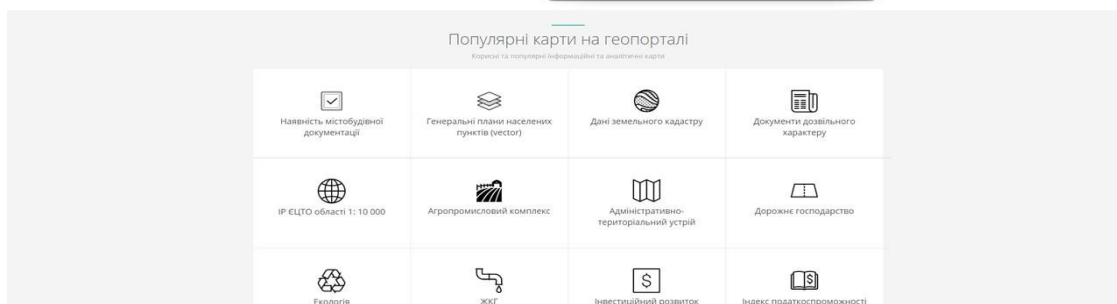 Популярні карти на геопорталі
Корисні та популярні інформаційні та аналітичні карти
Наявність містобудівної
документації
Генеральні плани населених
пунктів (vector)
Дані земельного кадастру
Документи дозвільного
характеру
ІР ЄЦТО області 1: 10 000
Агропромисловий комплекс
Адміністративно-
територіальний устрій
Дорожнє господарство
Екологія
ЖКГ
Інвестиційний розвиток
Індекс податкоспроможності